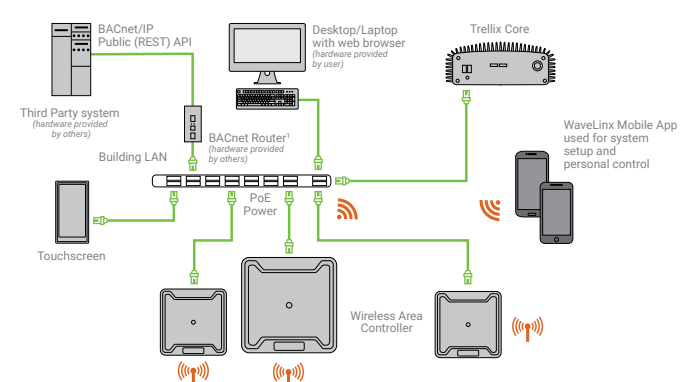 BACnet/IP
Public (REST) API
Desktop/Laptop
with web browser
(hardware provided
by user)
Trellix Core
Third Party system
(hardware provided
by others)
BACnet Router¹
(hardware provided
by others)
Building LAN
WaveLinx Mobile App
used for system
setup and
personal control
PoE
Power
Touchscreen
Wireless Area
Controller